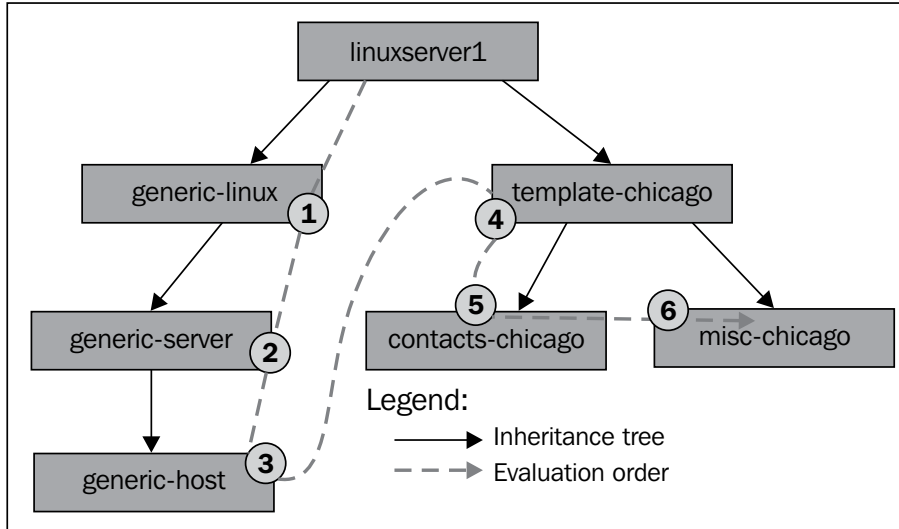 linuxserver1
generic-linux
1
template-chicago
4
generic-server
2
contacts-chicago
5
misc-chicago
6
generic-host
3
Legend:
Inheritance tree
Evaluation order